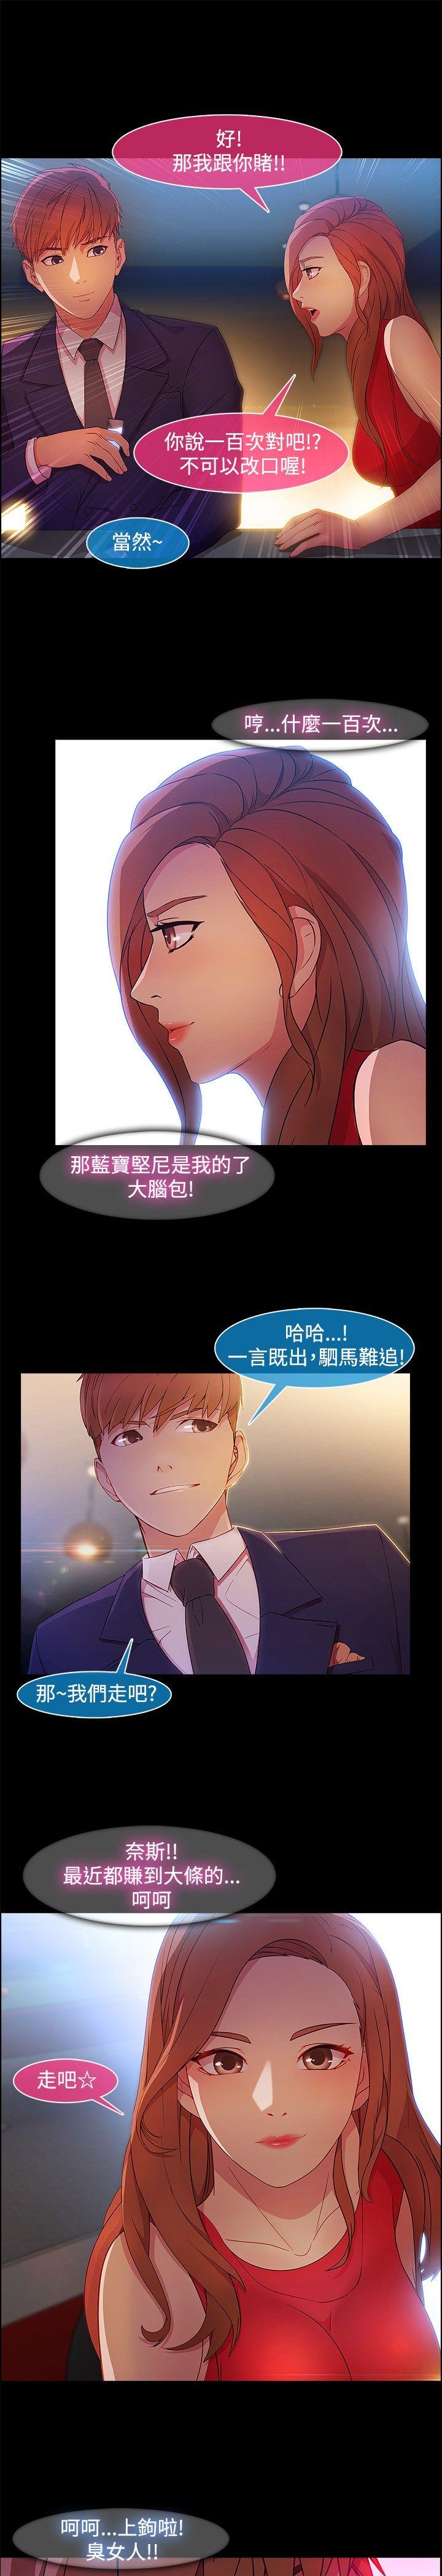 好!
那我跟你賭!!
你說一百次對吧!?
不可以改口喔!
當然~
哼...什麼一百次...
那藍寶堅尼是我的了
大腦包!
哈哈...!
一言既出,駟馬難追!
那~我們走吧?
奈斯!!
最近都賺到大條的...
呵呵
走吧☆
呵呵...上鉤啦!
臭女人!!